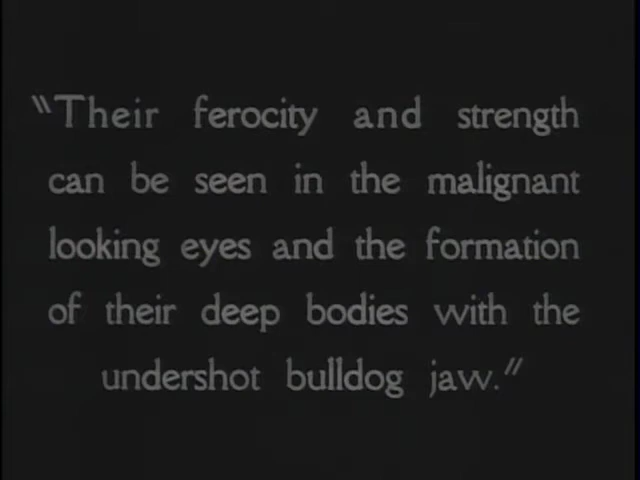 "Their ferocity and strength
can be seen in the malignant
looking eyes and the formation
of their deep bodies with the
undershot bulldog jaw."